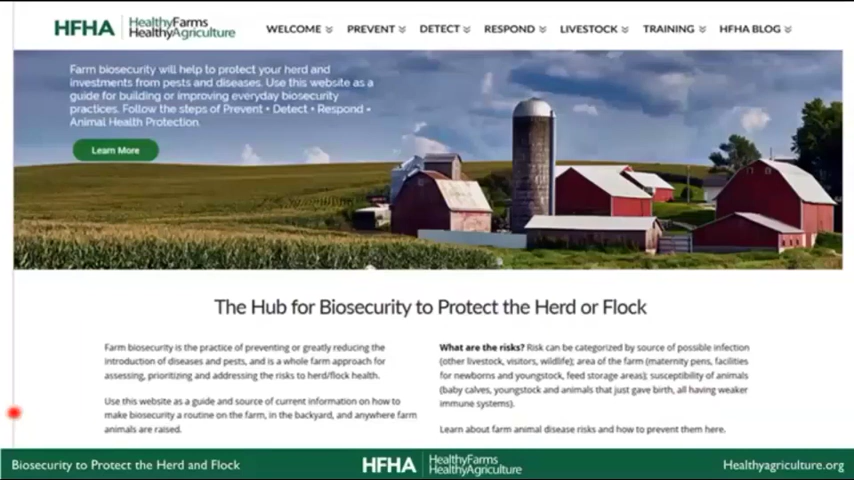 HFHA HealthyFarms
HealthyAgriculture
WELCOME PREVENT DETECT RESPOND LIVESTOCK TRAINING HFHA BLOG
Farm biosecurity will help to protect your herd and
investments from pests and diseases. Use this website as a
guide for building or improving everyday biosecurity
practices. Follow the steps of Prevent • Detect • Respond •
Animal Health Protection.
Learn More
The Hub for Biosecurity to Protect the Herd or Flock
Farm biosecurity is the practice of preventing or greatly reducing the
introduction of diseases and pests, and is a whole farm approach for
assessing, prioritizing and addressing the risks to herd/flock health.
Use this website as a guide and source of current information on how to
make biosecurity a routine on the farm, in the backyard, and anywhere farm
animals are raised.
What are the risks? Risk can be categorized by source of possible infection
(other livestock, visitors, wildlife); area of the farm (maternity pens, facilities
for newborns and youngstock, feed storage areas); susceptibility of animals
(baby calves, youngstock and animals that just gave birth, all having weaker
immune systems).
Learn about farm animal disease risks and how to prevent them here.
Biosecurity to Protect the Herd and Flock
HFHA HealthyFarms
HealthyAgriculture
Healthyagriculture.org